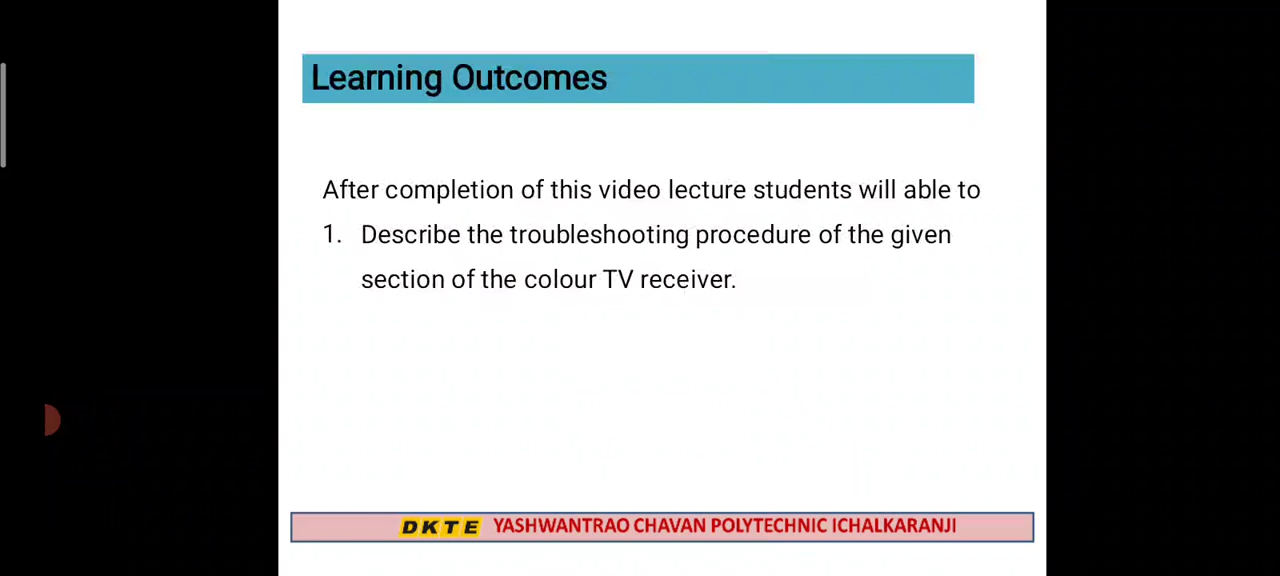 Learning Outcomes
After completion of this video lecture students will able to
1. Describe the troubleshooting procedure of the given
section of the colour TV receiver.
DKTE YASHWANTRAO CHAVAN POLYTECHNIC ICHALKARANJI